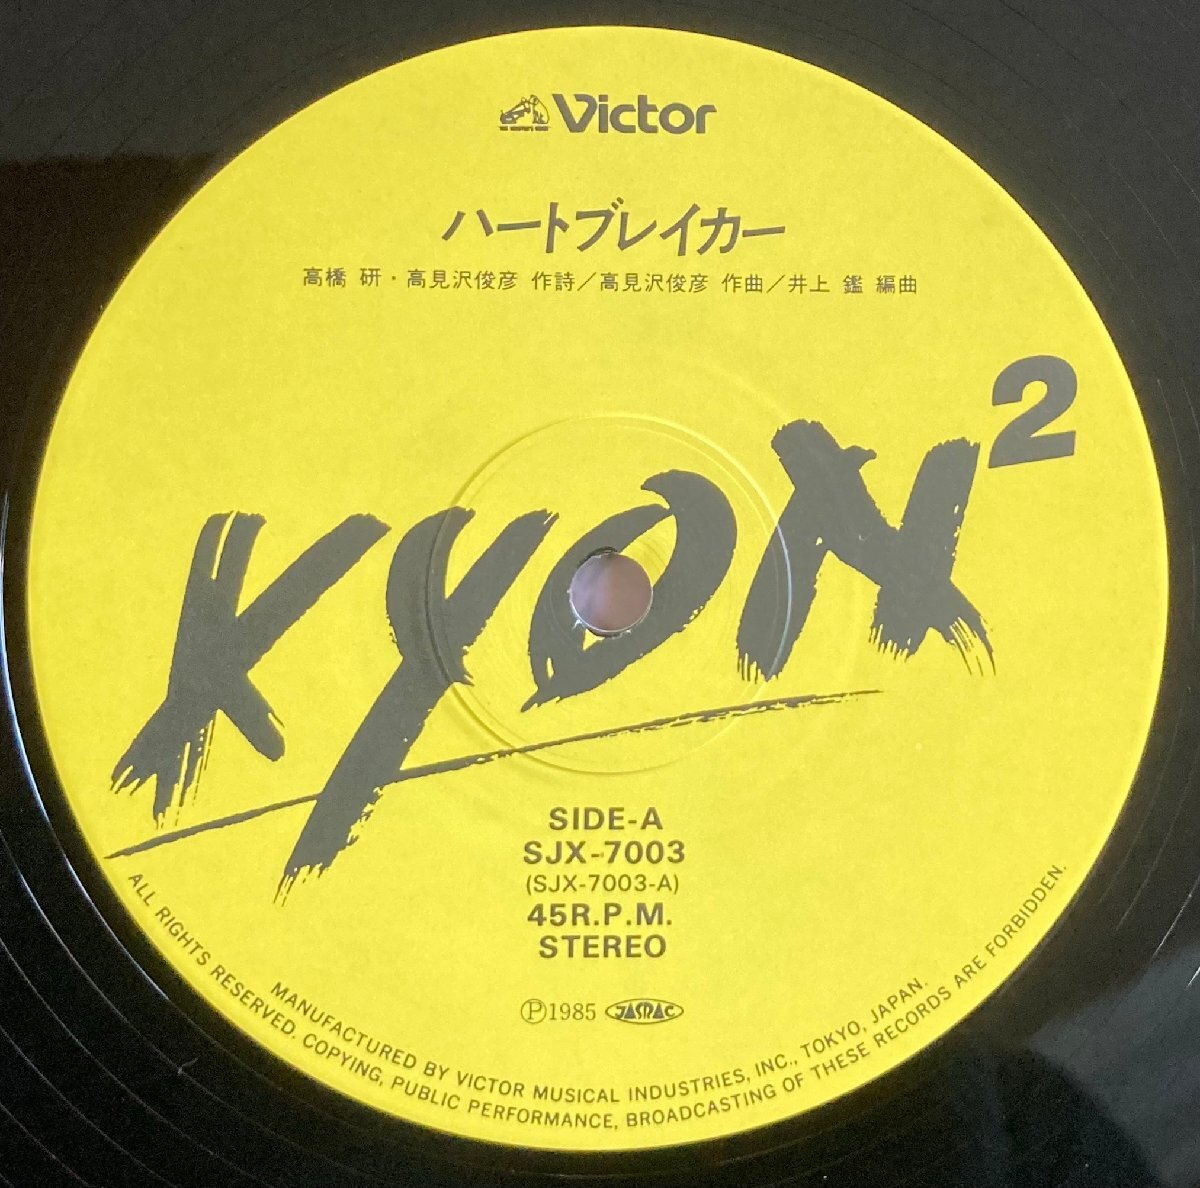 Victor
ハートブレイカー
高橋 研・高見沢俊彦 作詩／高見沢俊彦 作曲／井上 鑑 編曲
KYON²
SIDE-A
SJX-7003
(SJX-7003-A)
45R.P.M.
STEREO
Ⓟ1985 JASRAC
MANUFACTURED BY VICTOR MUSICAL INDUSTRIES, INC., TOKYO, JAPAN.
ALL RIGHTS RESERVED. COPYING, PUBLIC PERFORMANCE, BROADCASTING OF THESE RECORDS ARE FORBIDDEN.